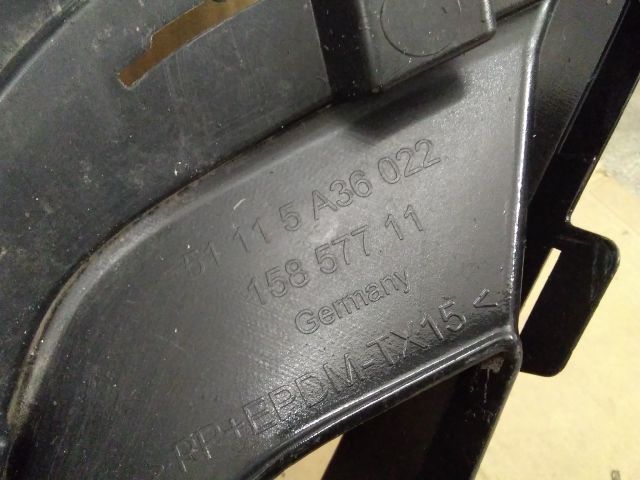 51 11 5 A36 022
158 577 11
Germany
>PP+EPDM-TX15<